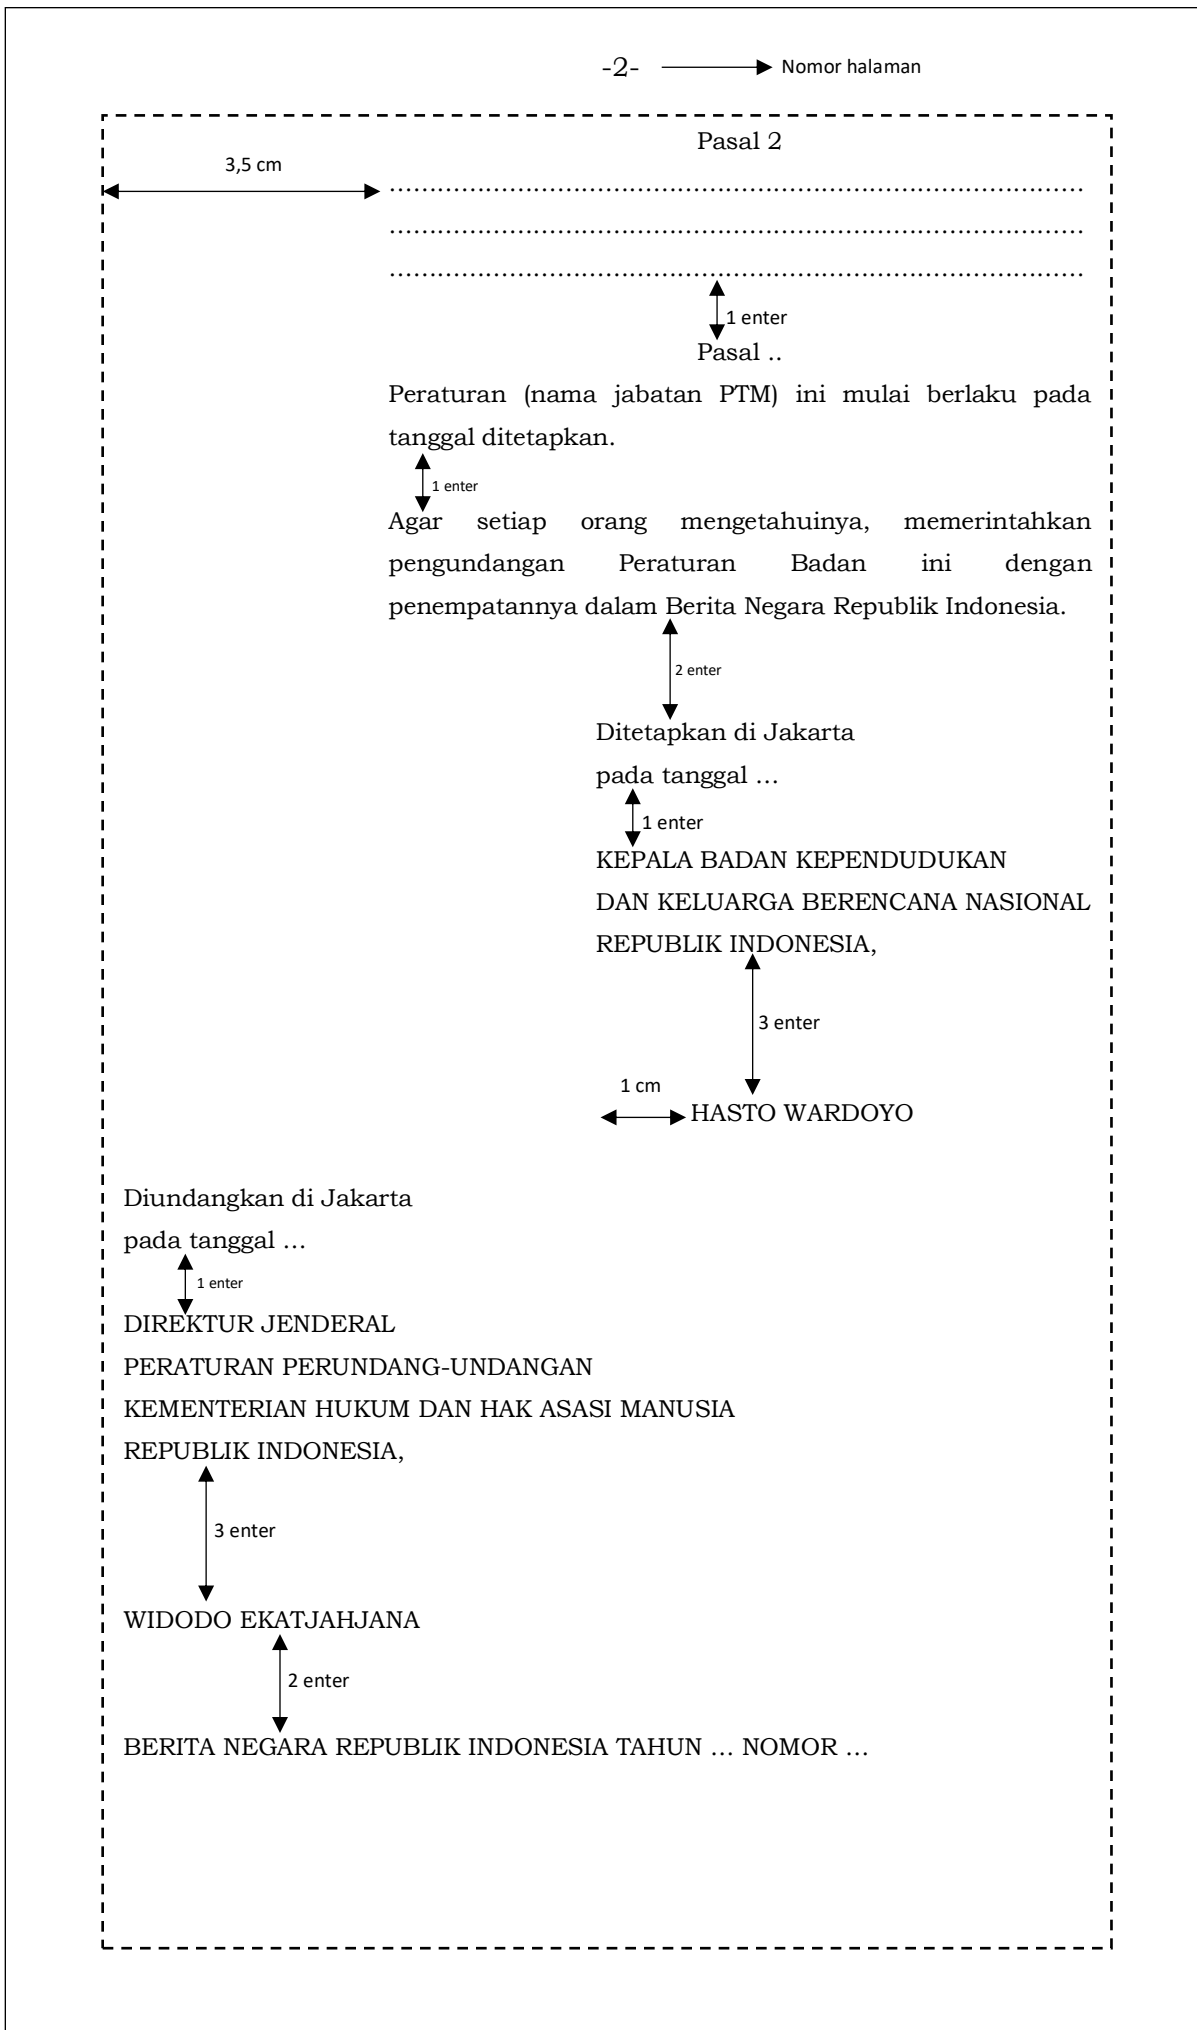 -2- Nomor halaman
Pasal 2
3,5 cm
................................................................................
................................................................................
................................................................................
1 enter
Pasal ..
Peraturan (nama jabatan PTM) ini mulai berlaku pada
tanggal ditetapkan.
1 enter
Agar setiap orang mengetahuinya, memerintahkan
pengundangan Peraturan Badan ini dengan
penempatannya dalam Berita Negara Republik Indonesia.
2 enter
Ditetapkan di Jakarta
pada tanggal ...
1 enter
KEPALA BADAN KEPENDUDUKAN
DAN KELUARGA BERENCANA NASIONAL
REPUBLIK INDONESIA,
3 enter
1 cm
HASTO WARDOYO
Diundangkan di Jakarta
pada tanggal ...
1 enter
DIREKTUR JENDERAL
PERATURAN PERUNDANG-UNDANGAN
KEMENTERIAN HUKUM DAN HAK ASASI MANUSIA
REPUBLIK INDONESIA,
3 enter
WIDODO EKATJAHJANA
2 enter
BERITA NEGARA REPUBLIK INDONESIA TAHUN ... NOMOR ...